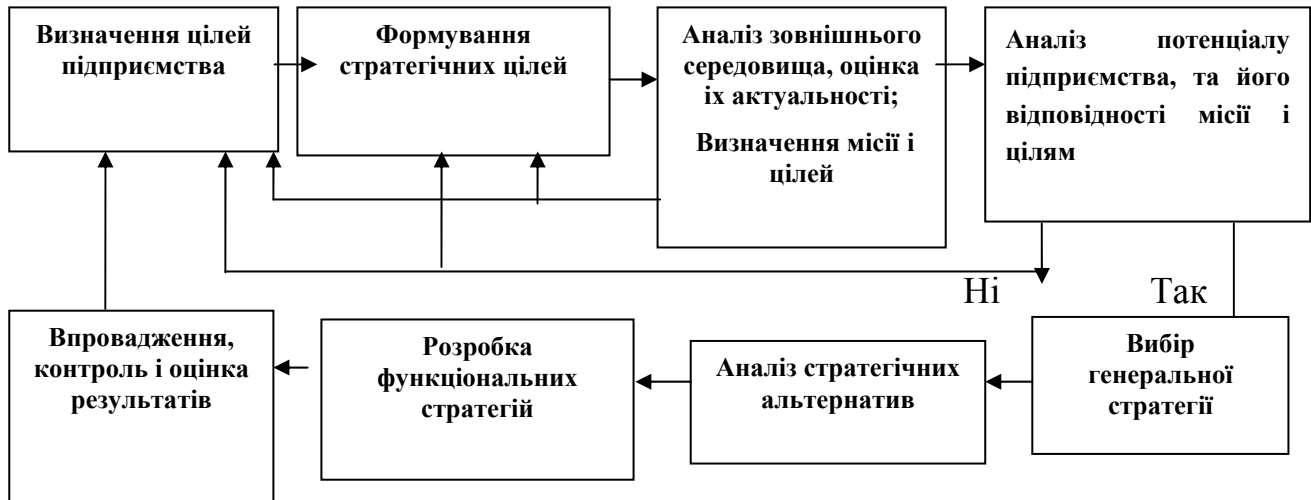 Визначення цілей
підприємства
Формування
стратегічних цілей
Аналіз зовнішнього
середовища, оцінка
іх актуальності;
Визначення місії і
цілей
Аналіз потенціалу
підприємства, та його
відповідності місії і
цілям
Ні
Так
Впровадження,
контроль і оцінка
результатів
Розробка
функціональних
стратегій
Аналіз стратегічних
альтернатив
Вибір
генеральної
стратегії